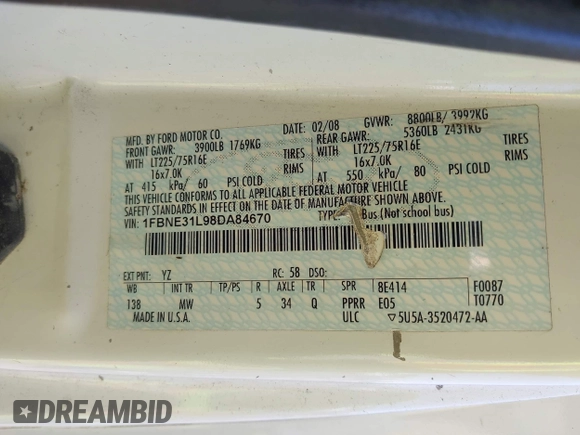 MFD. BY FORD MOTOR CO.
DATE: 02/08 GVWR: 8800LB/ 3992KG
FRONT GAWR: 3900LB 1769KG
REAR GAWR: 5360LB 2431KG
WITH LT225/75R16E TIRES
WITH LT225/75R16E TIRES
16x7.0K RIMS
16x7.0K RIMS
AT 415 kPa/ 60 PSI COLD
AT 550 kPa/ 80 PSI COLD
THIS VEHICLE CONFORMS TO ALL APPLICABLE FEDERAL MOTOR VEHICLE
SAFETY STANDARDS IN EFFECT ON THE DATE OF MANUFACTURE SHOWN ABOVE.
VIN: 1FBNE31L98DA84670
Bus (Not school bus)
EXT PNT: YZ RC: 58 DSO:
WB INT TR TP/PS R AXLE TR SPR 8E414 F0087
138 MW 5 34 Q PPRR E05 T0770
MADE IN U.S.A. ULC ▽5U5A-3520472-AA
DREAMBID